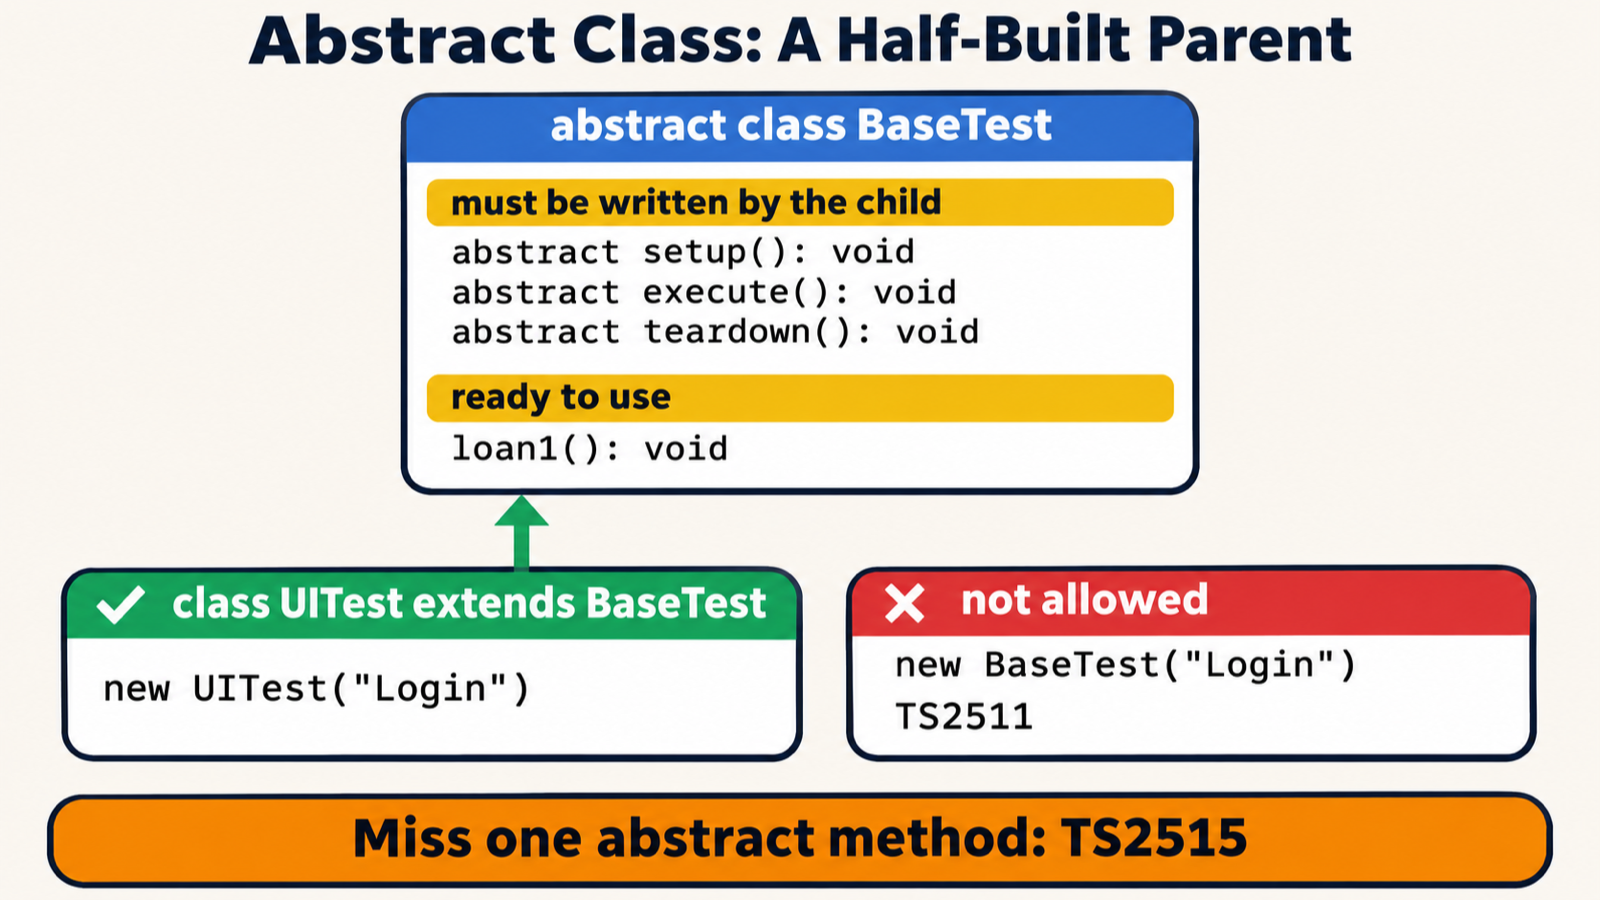 Abstract Class: A Half-Built Parent
abstract class BaseTest
must be written by the child
abstract setup(): void
abstract execute(): void
abstract teardown(): void
ready to use
loan1(): void
class UITest extends BaseTest
new UITest("Login")
not allowed
new BaseTest("Login")
TS2511
Miss one abstract method: TS2515